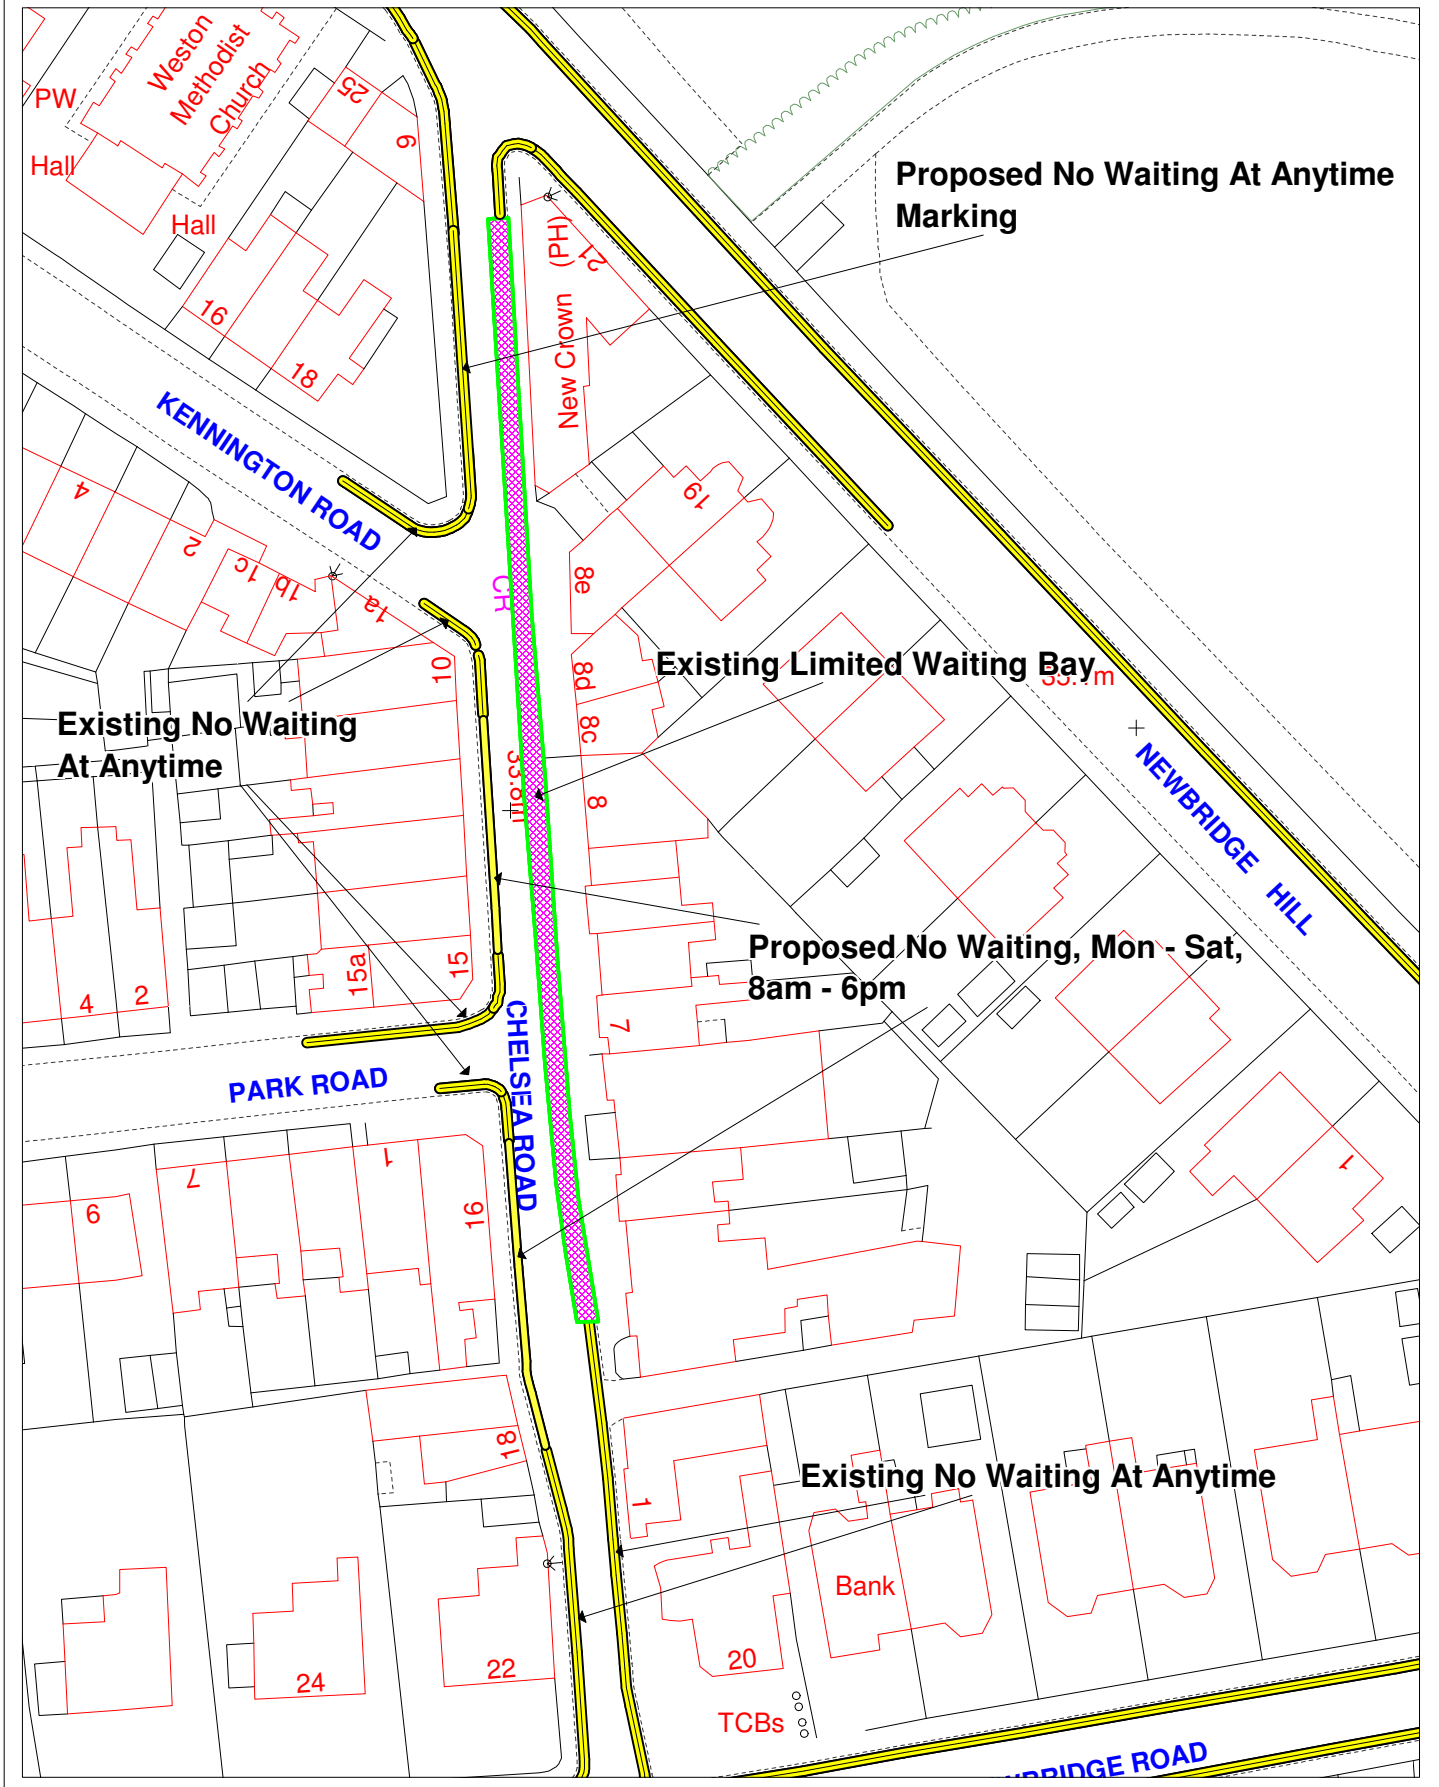 Weston
Methodist
Church
PW
Hall
Hall
25
9
Proposed No Waiting At Anytime
Marking
New Crown (PH)
21
16
18
KENNINGTON ROAD
4
2
1c
1b
1a
19
8e
CR
10
8d
Existing Limited Waiting Bay
8c
Existing No Waiting
At Anytime
33.8m
8
NEWBRIDGE HILL
Proposed No Waiting, Mon - Sat,
8am - 6pm
15a
15
4
2
7
CHELSEA ROAD
PARK ROAD
6
7
1
16
1
18
Existing No Waiting At Anytime
1
Bank
24
22
20
TCBs
ROAD